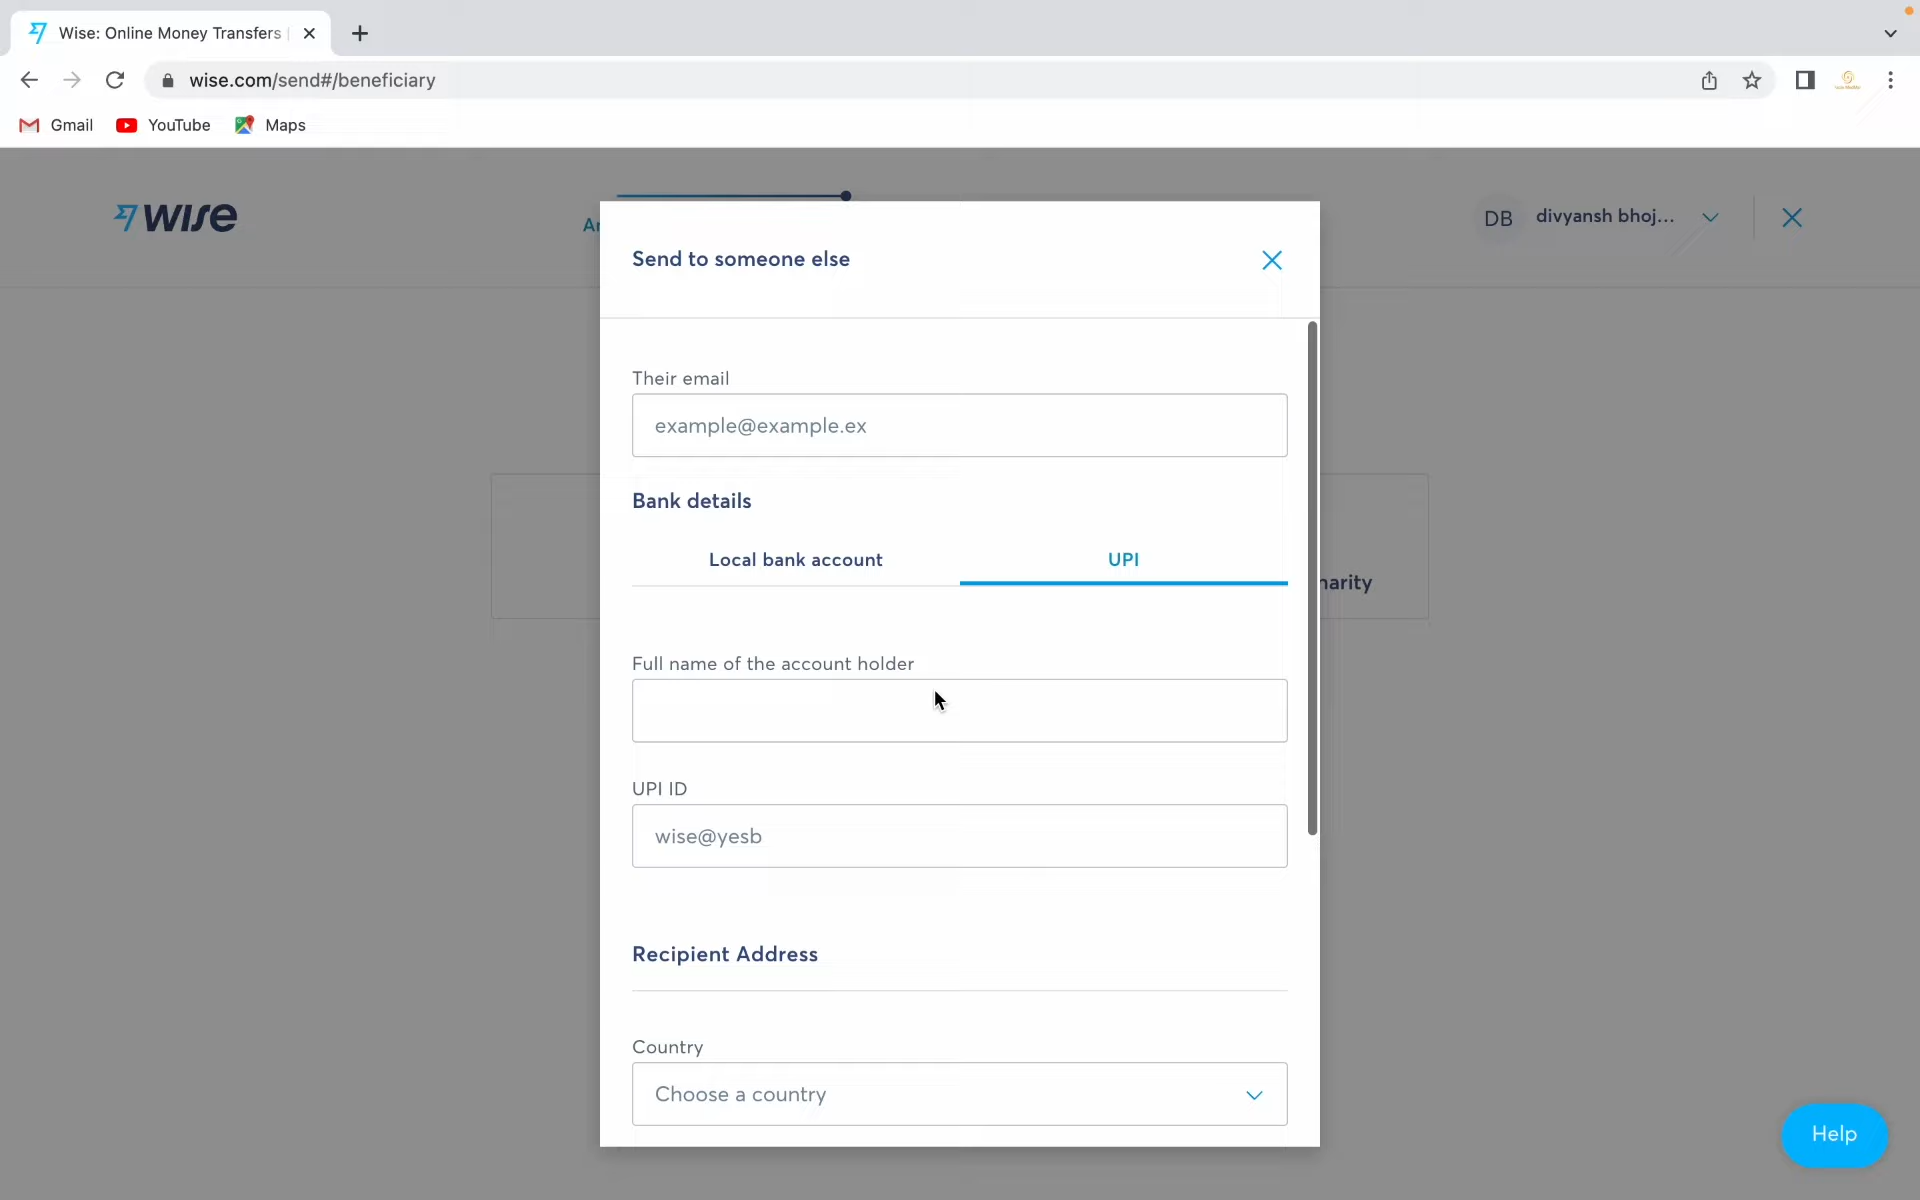 Wise: Online Money Transfers |
wise.com/send#/beneficiary
Gmail YouTube Maps
wise
DB divyansh bhoj...
Send to someone else
Their email
example@example.ex
Bank details
Local bank account UPI
Full name of the account holder
UPI ID
wise@yesb
Recipient Address
Country
Choose a country
Help